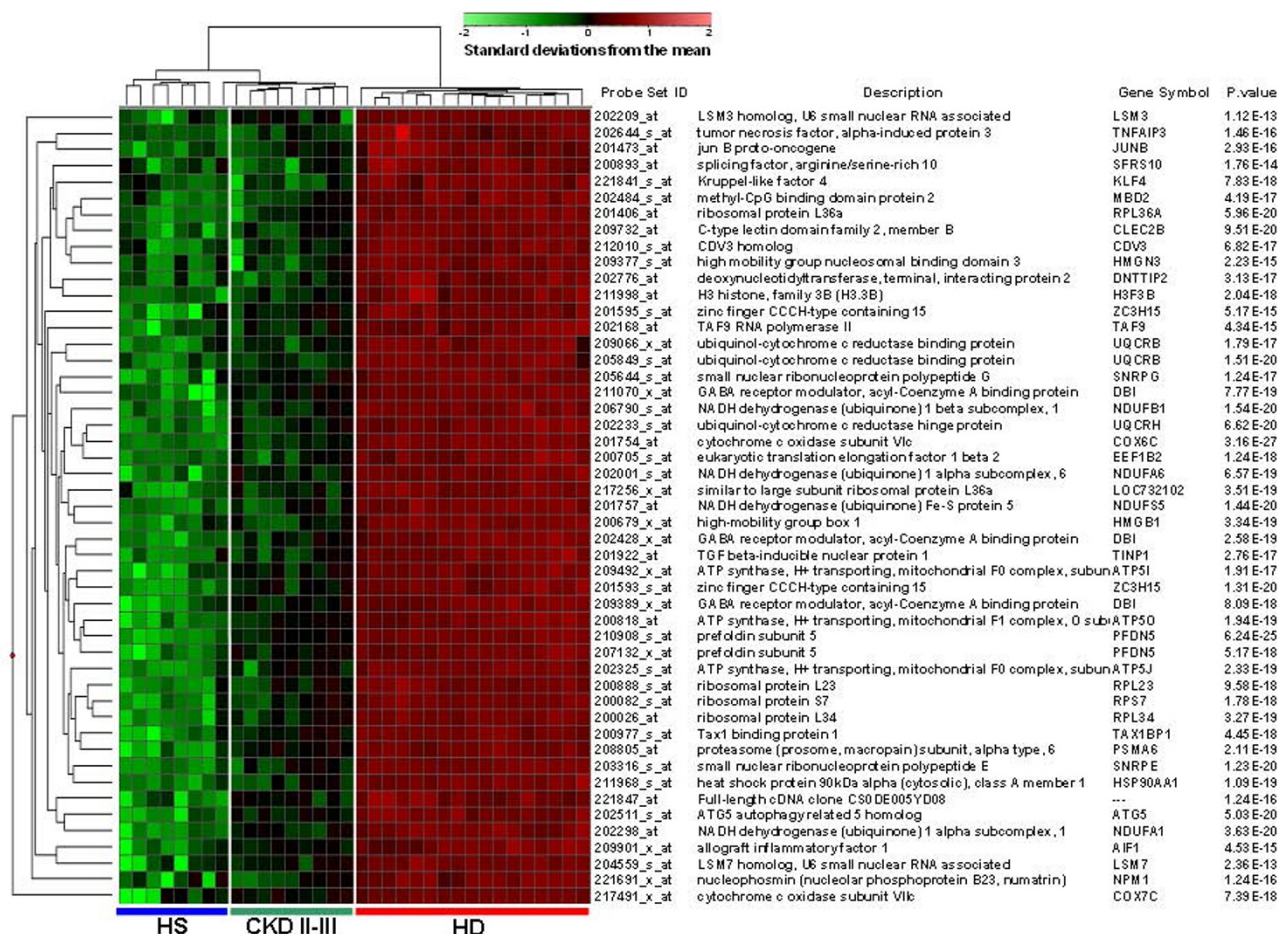 -2 -1 0 1 2
Standard deviations from the mean
Probe Set ID Description Gene Symbol P.value
202209_at LSM3 homolog, U6 small nuclear RNA associated LSM3 1.12E-13
202644_s_at tumor necrosis factor, alpha-induced protein 3 TNFAIP3 1.46E-16
201473_at jun B proto-oncogene JUNB 2.93E-16
200893_at splicing factor, arginine/serine-rich 10 SFRS10 1.76E-14
221841_s_at Kruppel-like factor 4 KLF4 7.83E-18
202484_s_at methyl-CpG binding domain protein 2 MBD2 4.19E-17
201406_at ribosomal protein L36a RPL36A 5.96E-20
209732_at C-type lectin domain family 2, member B CLEC2B 9.51E-20
212010_s_at CDV3 homolog CDV3 6.82E-17
209377_s_at high mobility group nucleosomal binding domain 3 HMGN3 2.23E-15
202776_at deoxynucleotidyltransferase, terminal, interacting protein 2 DNTTIP2 3.13E-17
211998_at H3 histone, family 3B (H3.3B) H3F3B 2.04E-18
201595_s_at zinc finger CCCH-type containing 15 ZC3H15 5.17E-15
202168_at TAF9 RNA polymerase II TAF9 4.34E-15
209066_x_at ubiquinol-cytochrome c reductase binding protein UQCRB 1.79E-17
205849_s_at ubiquinol-cytochrome c reductase binding protein UQCRB 1.51E-20
205644_s_at small nuclear ribonucleoprotein polypeptide G SNRPG 1.24E-17
211070_x_at GABA receptor modulator, acyl-Coenzyme A binding protein DBI 7.77E-19
206790_s_at NADH dehydrogenase (ubiquinone) 1 beta subcomplex, 1 NDUFB1 1.54E-20
202233_s_at ubiquinol-cytochrome c reductase hinge protein UQCRH 6.62E-20
201754_at cytochrome c oxidase subunit VIc COX6C 3.16E-27
200705_s_at eukaryotic translation elongation factor 1 beta 2 EEF1B2 1.24E-18
202001_s_at NADH dehydrogenase (ubiquinone) 1 alpha subcomplex, 6 NDUFA6 6.57E-19
217256_x_at similar to large subunit ribosomal protein L36a LOC732102 3.51E-19
201757_at NADH dehydrogenase (ubiquinone) Fe-S protein 5 NDUFS5 1.44E-20
200679_x_at high-mobility group box 1 HMGB1 3.34E-19
202428_x_at GABA receptor modulator, acyl-Coenzyme A binding protein DBI 2.58E-19
201922_at TGF beta-inducible nuclear protein 1 TINP1 2.76E-17
209492_x_at ATP synthase, H+ transporting, mitochondrial F0 complex, subun ATP5I 1.91E-17
201593_s_at zinc finger CCCH-type containing 15 ZC3H15 1.31E-20
209389_x_at GABA receptor modulator, acyl-Coenzyme A binding protein DBI 8.09E-18
200818_at ATP synthase, H+ transporting, mitochondrial F1 complex, O sub ATP5O 1.94E-19
210908_s_at prefoldin subunit 5 PFDN5 6.24E-25
207132_x_at prefoldin subunit 5 PFDN5 5.17E-18
202325_s_at ATP synthase, H+ transporting, mitochondrial F0 complex, subun ATP5J 2.33E-19
200888_s_at ribosomal protein L23 RPL23 9.58E-18
200082_s_at ribosomal protein S7 RPS7 1.78E-18
200026_at ribosomal protein L34 RPL34 3.27E-19
200977_s_at Tax1 binding protein 1 TAX1BP1 4.45E-18
208805_at proteasome (prosome, macropain) subunit, alpha type, 6 PSMA6 2.11E-19
203316_s_at small nuclear ribonucleoprotein polypeptide E SNRPE 1.23E-20
211968_s_at heat shock protein 90kDa alpha (cytosolic), class A member 1 HSP90AA1 1.09E-19
221847_at Full-length cDNA clone CS0DE005YD08 --- 1.24E-16
202511_s_at ATG5 autophagy related 5 homolog ATG5 5.03E-20
202298_at NADH dehydrogenase (ubiquinone) 1 alpha subcomplex, 1 NDUFA1 3.63E-20
209901_x_at allograft inflammatory factor 1 AIF1 4.53E-15
204559_s_at LSM7 homolog, U6 small nuclear RNA associated LSM7 2.36E-13
221691_x_at nucleophosmin (nucleolar phosphoprotein B23, numatrin) NPM1 1.24E-16
217491_x_at cytochrome c oxidase subunit VIIc COX7C 7.39E-18
HS CKD II-III HD